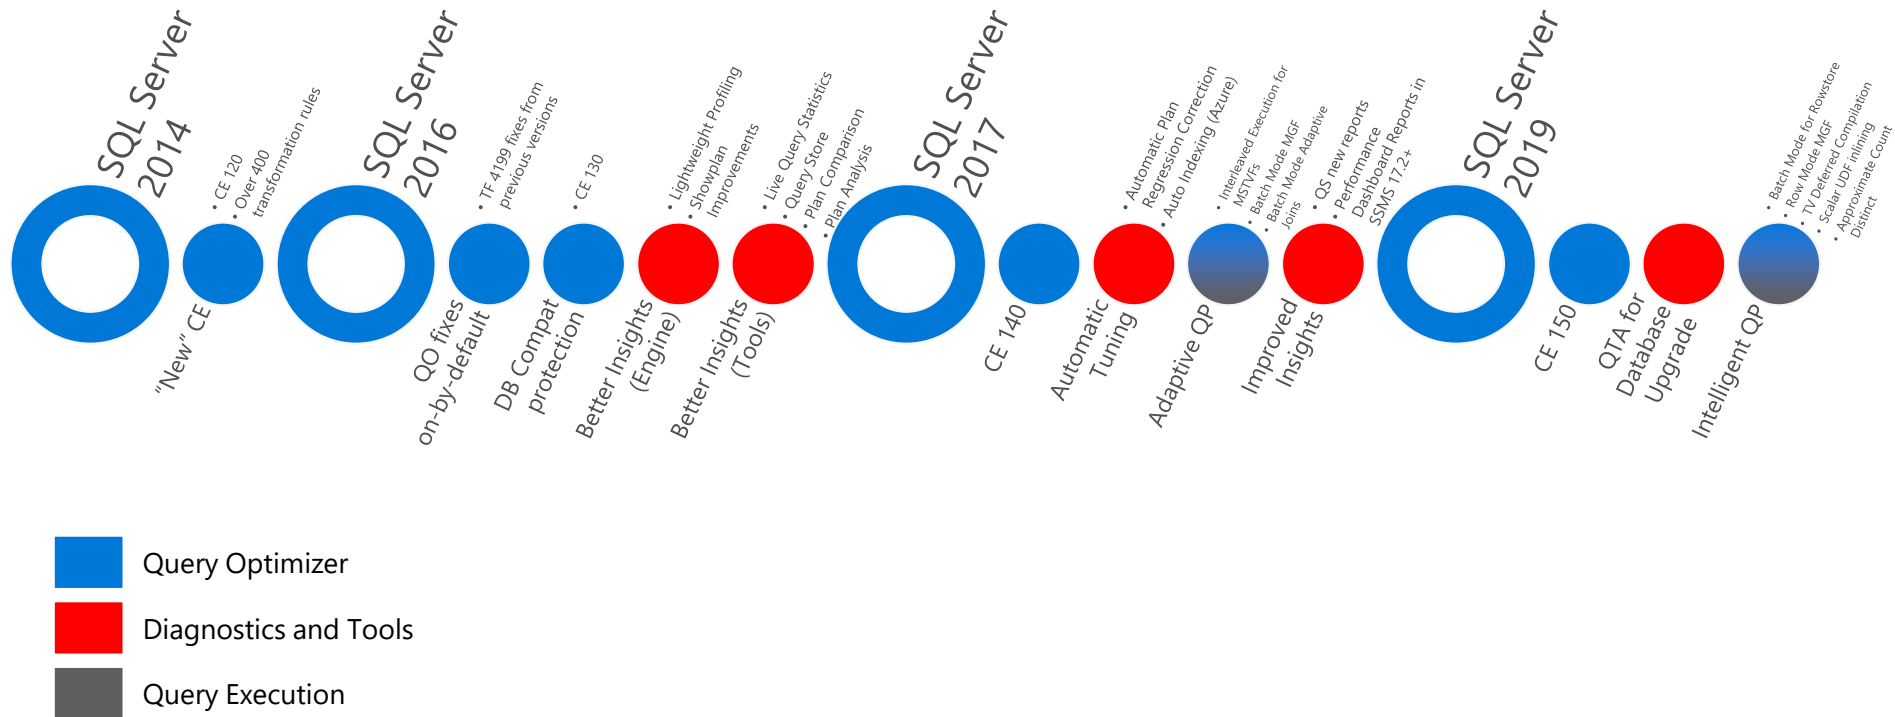 SQL Server
2014
• CE 120
• Over 400
transformation rules
"New" CE
SQL Server
2016
• TF 4199 fixes from
previous versions
QO fixes
on-by-default
• CE 130
DB Compat
protection
• Lightweight Profiling
• Showplan
Improvements
Better Insights
(Engine)
• Live Query Statistics
• Query Store
• Plan Comparison
• Plan Analysis
Better Insights
(Tools)
SQL Server
2017
CE 140
• Automatic Plan
Regression Correction
• Auto Indexing (Azure)
Automatic
Tuning
• Interleaved Execution for
MSTVFs
• Batch Mode MGF
• Batch Mode Adaptive
Joins
Adaptive QP
• QS new reports
• Performance
Dashboard Reports in
SSMS 17.2+
Improved
Insights
SQL Server
2019
CE 150
QTA for
Database
Upgrade
• Batch Mode for Rowstore
• Row Mode MGF
• TV Deferred Compilation
• Scalar UDF inlining
• Approximate Count
Distinct
Intelligent QP
Query Optimizer
Diagnostics and Tools
Query Execution